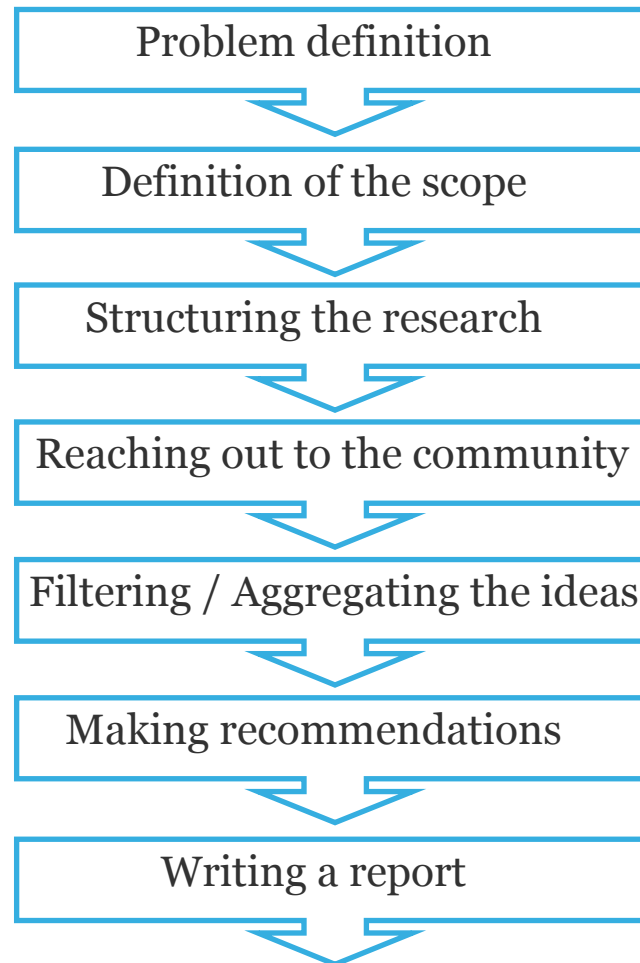 Problem definition
Definition of the scope
Structuring the research
Reaching out to the community
Filtering / Aggregating the ideas
Making recommendations
Writing a report